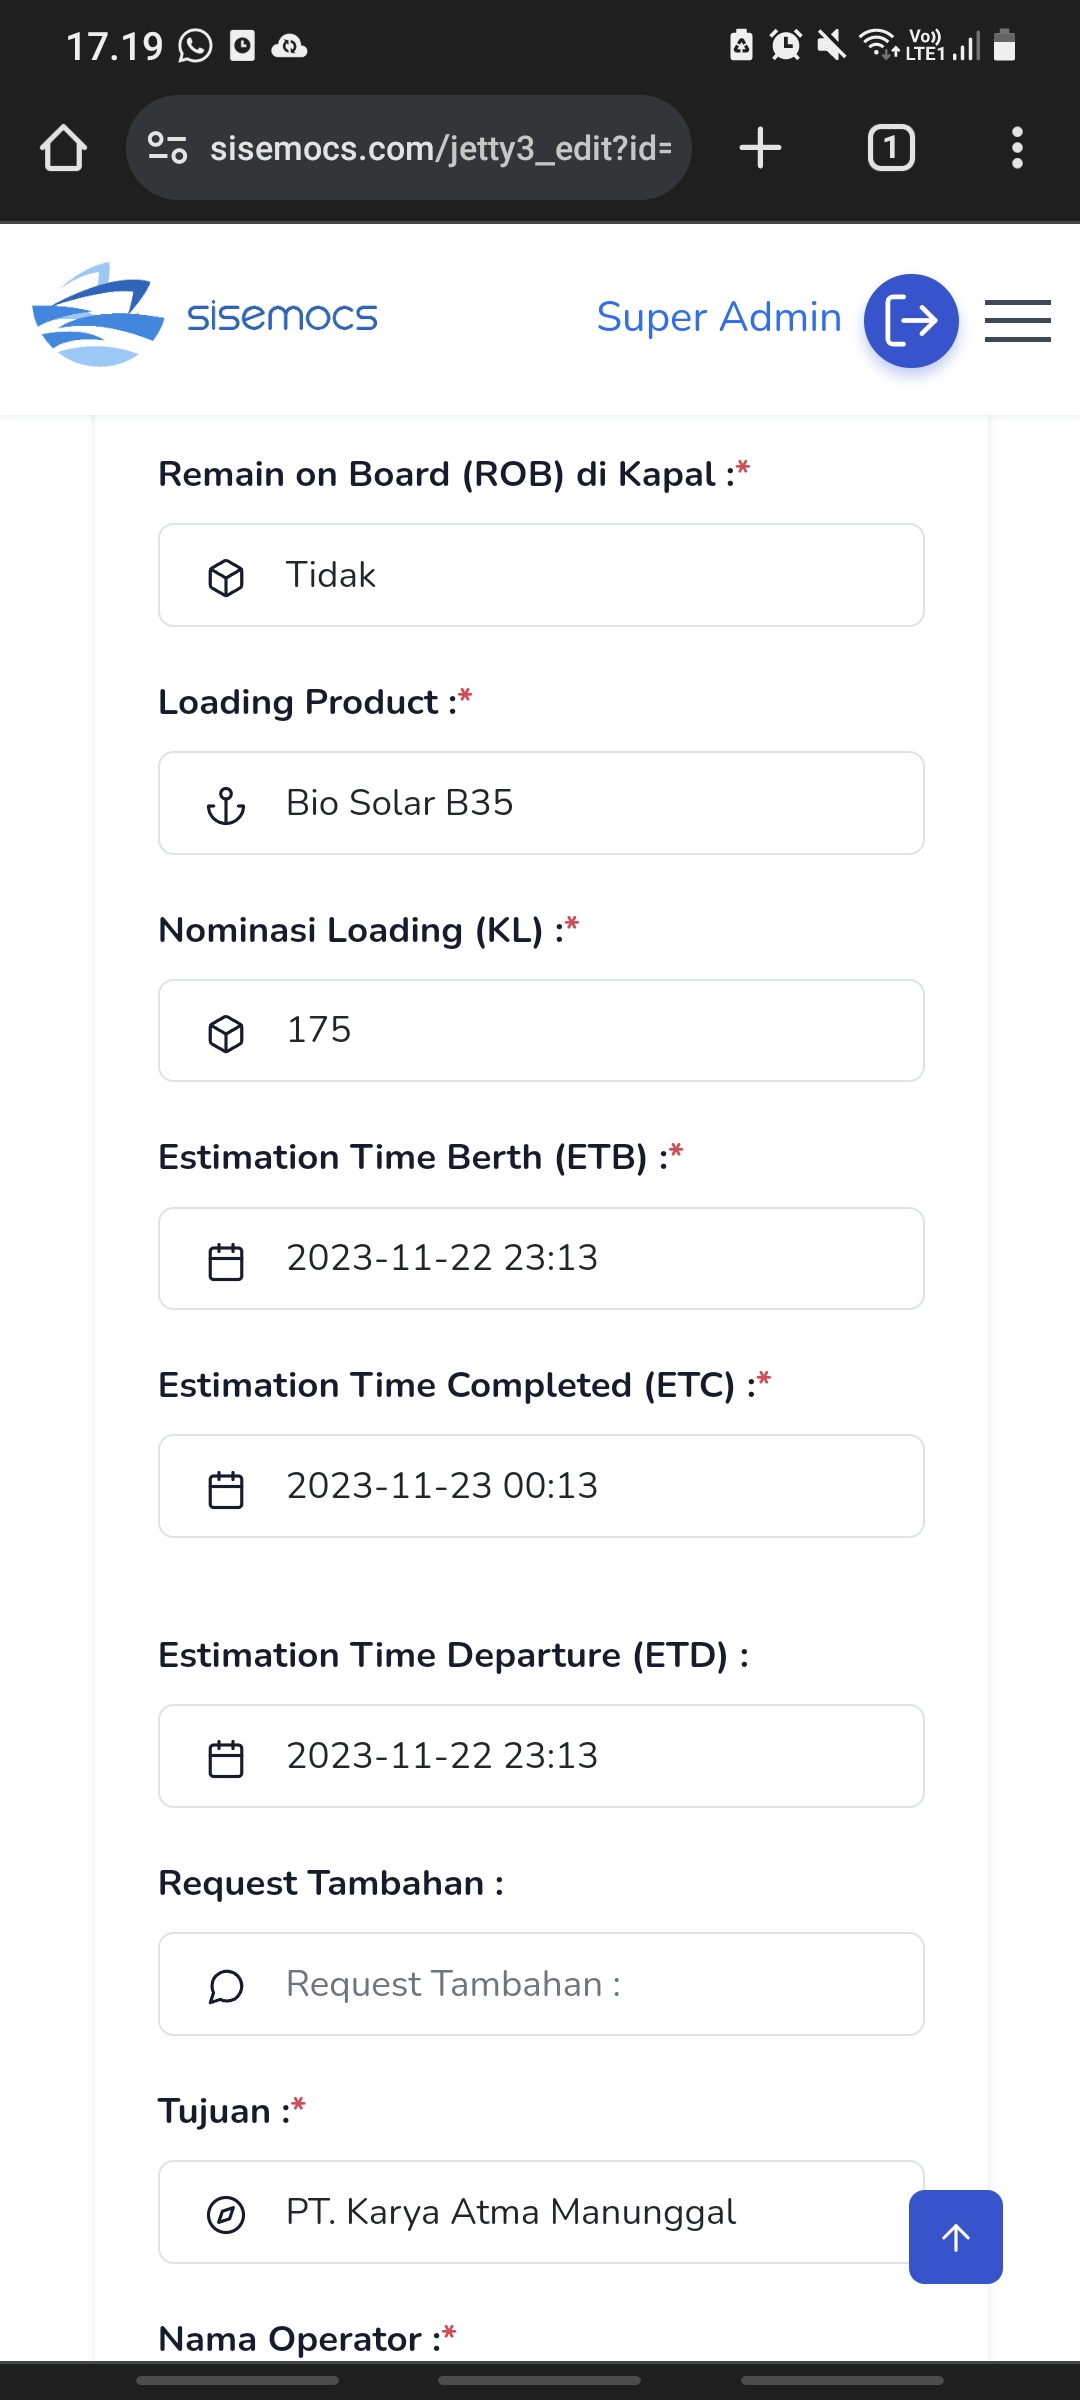 17.19
Vo))
LTE1
sisemocs.com/jetty3_edit?id=
1
sisemocs
Super Admin
Remain on Board (ROB) di Kapal :*
Tidak
Loading Product :*
Bio Solar B35
Nominasi Loading (KL) :*
175
Estimation Time Berth (ETB) :*
2023-11-22 23:13
Estimation Time Completed (ETC) :*
2023-11-23 00:13
Estimation Time Departure (ETD) :
2023-11-22 23:13
Request Tambahan :
Request Tambahan :
Tujuan :*
PT. Karya Atma Manunggal
Nama Operator :*